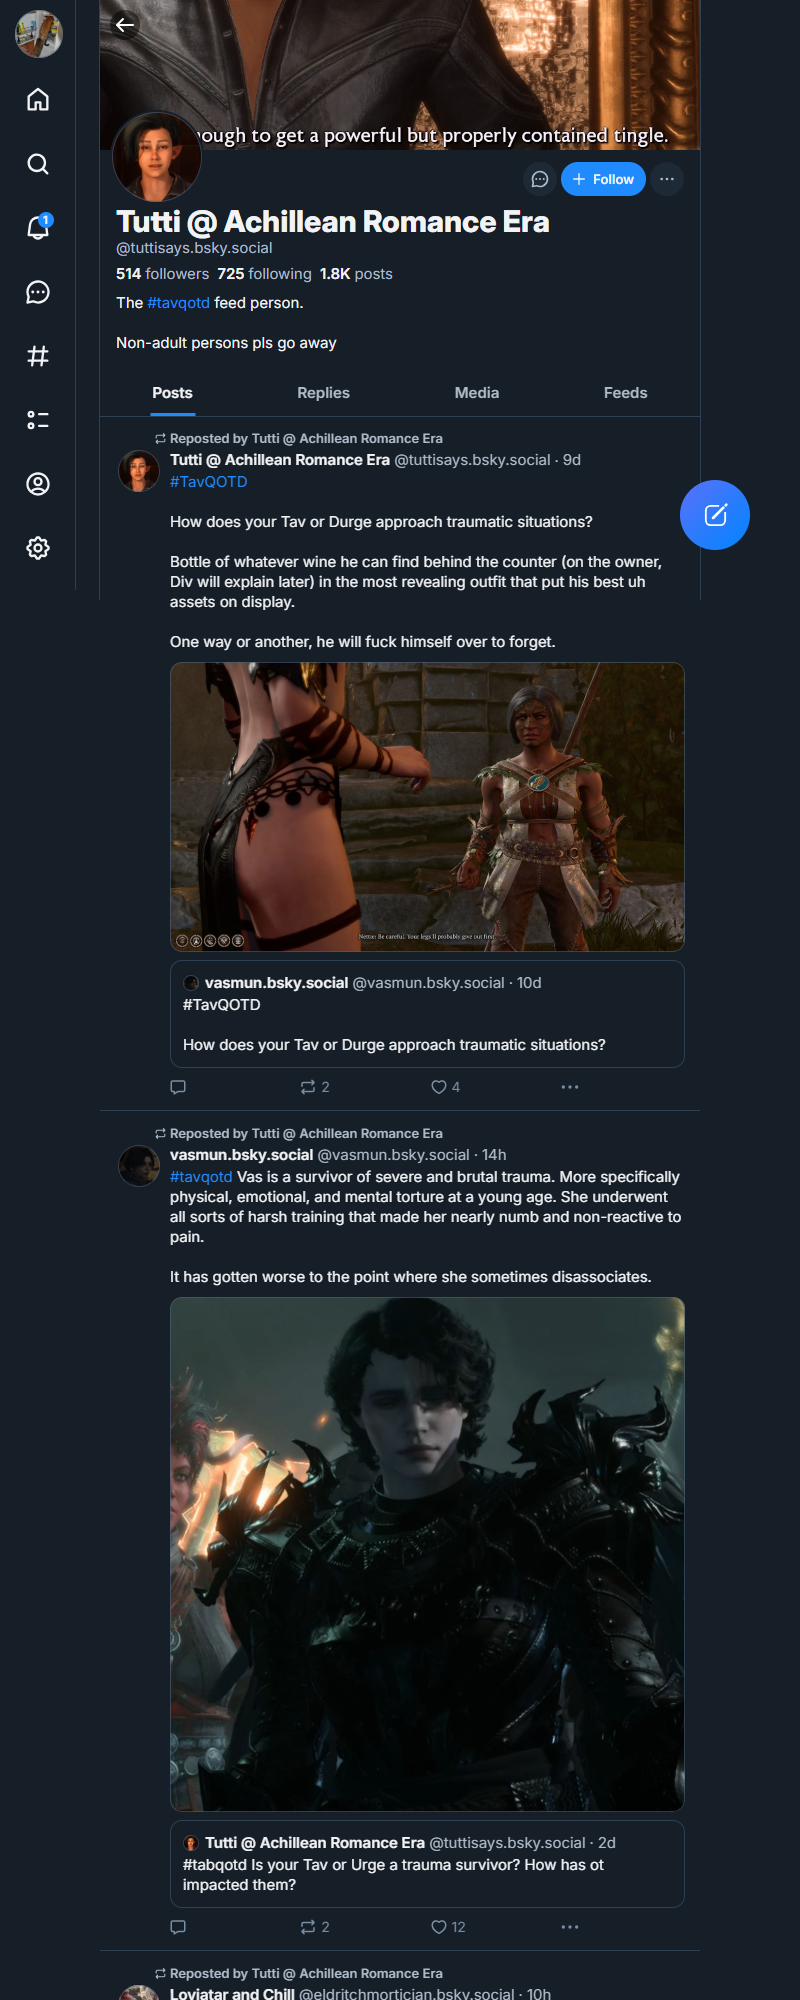 ough to get a powerful but properly contained tingle.
1
Follow
Tutti @ Achillean Romance Era
@tuttisays.bsky.social
514 followers 725 following 1.8K posts
The #tavqotd feed person.
Non-adult persons pls go away
Posts Replies Media Feeds
Reposted by Tutti @ Achillean Romance Era
Tutti @ Achillean Romance Era @tuttisays.bsky.social · 9d
#TavQOTD
How does your Tav or Durge approach traumatic situations?
Bottle of whatever wine he can find behind the counter (on the owner,
Div will explain later) in the most revealing outfit that put his best uh
assets on display.
One way or another, he will fuck himself over to forget.
Nettie: Be careful. Your legs'll probably give out first.
vasmun.bsky.social @vasmun.bsky.social · 10d
#TavQOTD
How does your Tav or Durge approach traumatic situations?
2 4
Reposted by Tutti @ Achillean Romance Era
vasmun.bsky.social @vasmun.bsky.social · 14h
#tavqotd Vas is a survivor of severe and brutal trauma. More specifically
physical, emotional, and mental torture at a young age. She underwent
all sorts of harsh training that made her nearly numb and non-reactive to
pain.
It has gotten worse to the point where she sometimes disassociates.
Tutti @ Achillean Romance Era @tuttisays.bsky.social · 2d
#tabqotd Is your Tav or Urge a trauma survivor? How has ot
impacted them?
2 12
Reposted by Tutti @ Achillean Romance Era
Loviatar and Chill @eldritchmortician.bsky.social · 10h